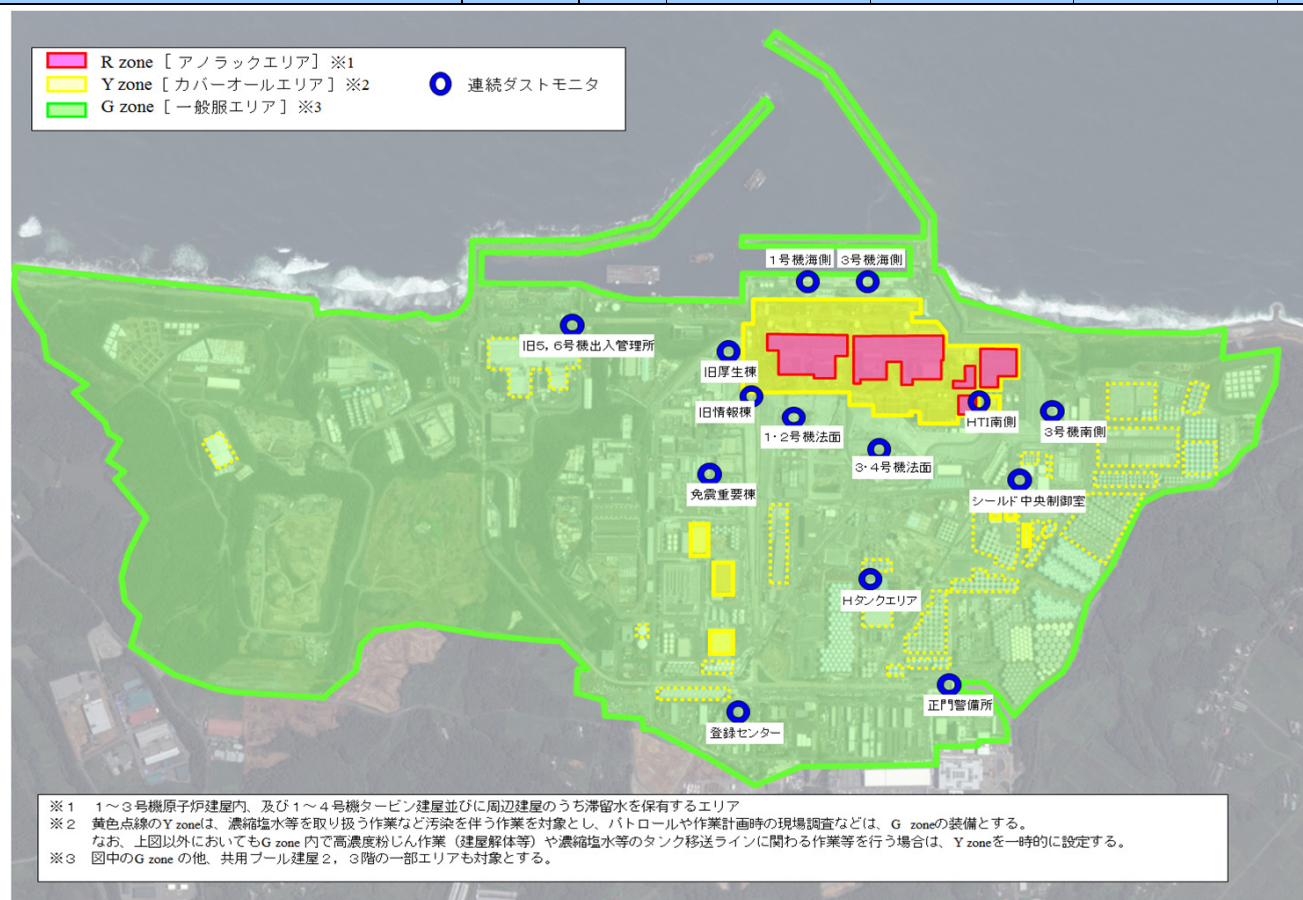 R zone [ アノラックエリア] ※1
Y zone [ カバーオールエリア] ※2
G zone [ 一般服エリア] ※3
連続ダストモニタ
1号機海側
3号機海側
旧5，6号機出入管理所
旧厚生棟
旧情報棟
1・2号機法面
HTI南側
3号機南側
3・4号機法面
免震重要棟
シールド中央制御室
Hタンクエリア
正門警備所
登録センター
※1 1～3号機原子炉建屋内、及び1～4号機タービン建屋並びに周辺建屋のうち滞留水を保有するエリア
※2 黄色点線のY zoneは、濃縮塩水等を取り扱う作業など汚染を伴う作業を対象とし、パトロールや作業計画時の現場調査などは、G zoneの装備とする。
なお、上図以外においてもG zone 内で高濃度粉じん作業（建屋解体等）や濃縮塩水等のタンク移送ラインに関わる作業等を行う場合は、Y zoneを一時的に設定する。
※3 図中のG zone の他、共用プール建屋２，３階の一部エリアも対象とする。